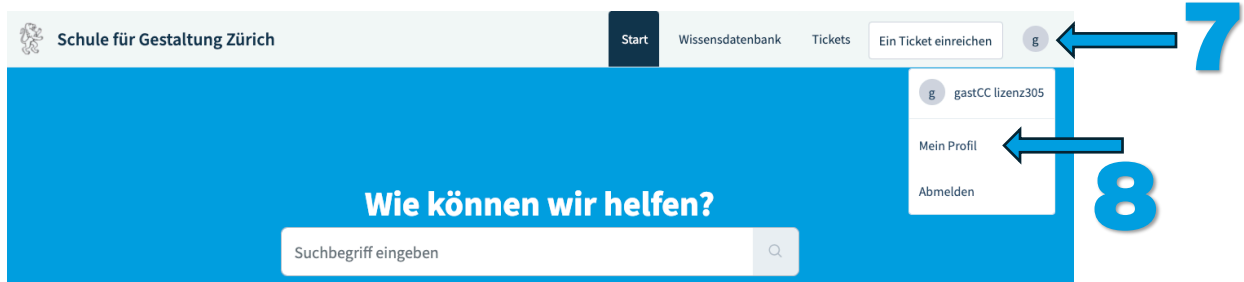 Schule für Gestaltung Zürich
Start Wissensdatenbank Tickets Ein Ticket einreichen g
7
g gastCC lizenz305
Mein Profil
8
Abmelden
Wie können wir helfen?
Suchbegriff eingeben